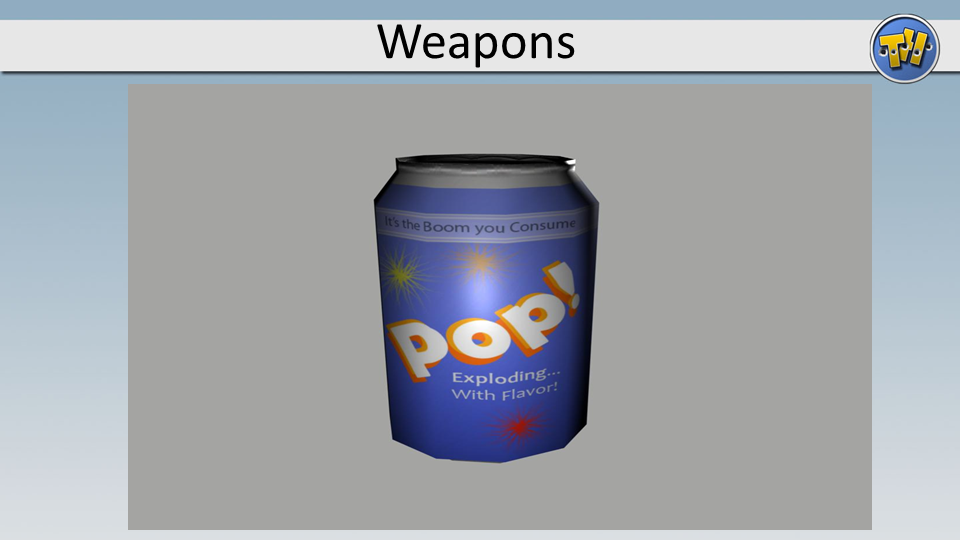 Weapons
It's the Boom you Consume
POP!
Exploding...
With Flavor!